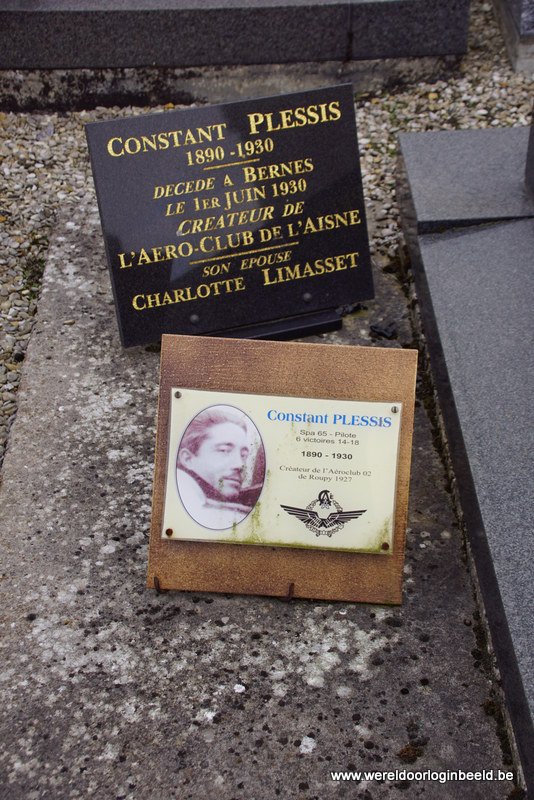 CONSTANT PLESSIS
1890 - 1930
DECEDE A BERNES
LE 1ER JUIN 1930
CREATEUR DE
L'AERO-CLUB DE L'AISNE
SON EPOUSE
CHARLOTTE LIMASSET
Constant PLESSIS
Spa 65 - Pilote
6 victoires 14-18
1890 - 1930
Créateur de l'Aéroclub 02
de Roupy 1927
www.wereldoorloginbeeld.be